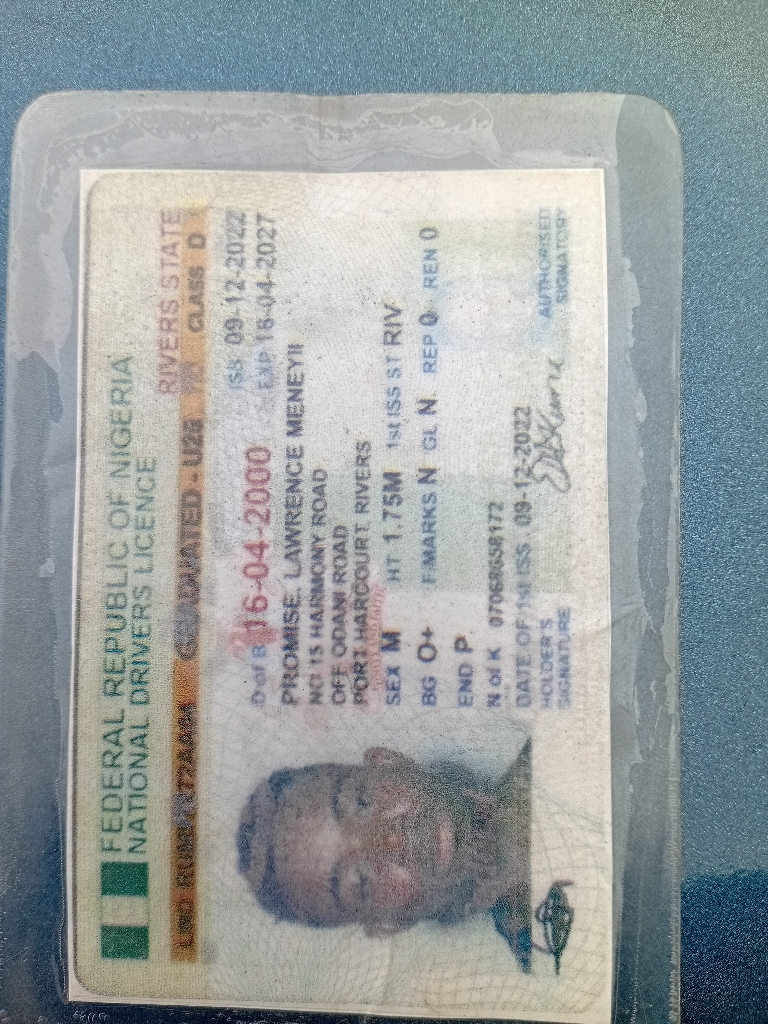 FEDERAL REPUBLIC OF NIGERIA
NATIONAL DRIVERS LICENCE
RIVERS STATE
CLASS D
D of B 16-04-2000
ISS 09-12-2022
EXP 16-04-2027
PROMISE, LAWRENCE MENEYII
NO 15 HARMONY ROAD
OFF ODANI ROAD
PORT HARCOURT RIVERS
SEX M HT 1.75M 1st ISS ST RIV
BG O+ F.MARKS N GL N REP 0 REN 0
END P
N of K 07068658172
DATE OF 1st ISS 09-12-2022
HOLDER'S
SIGNATURE
AUTHORISED
SIGNATORY